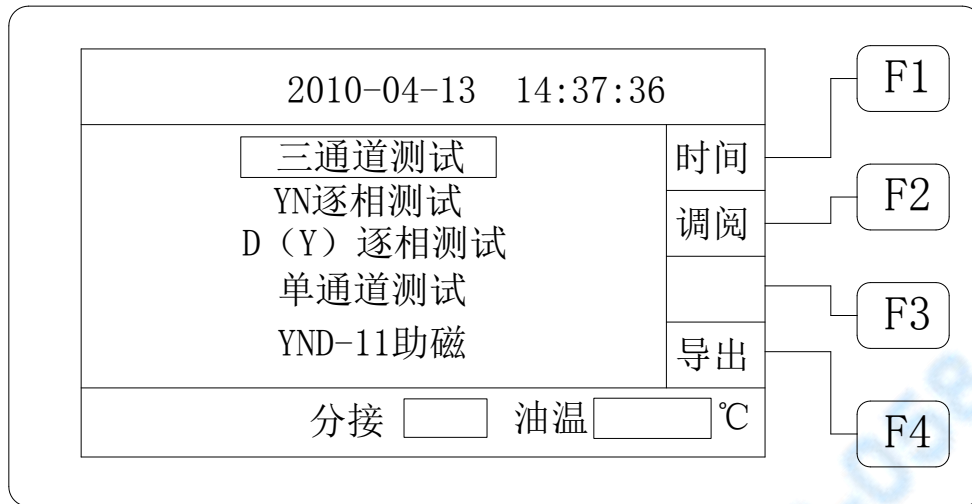 2010-04-13 14:37:36
F1
三通道测试
时间
YN逐相测试
F2
D（Y）逐相测试
调阅
单通道测试
F3
YND-11助磁
导出
分接 油温 ℃
F4